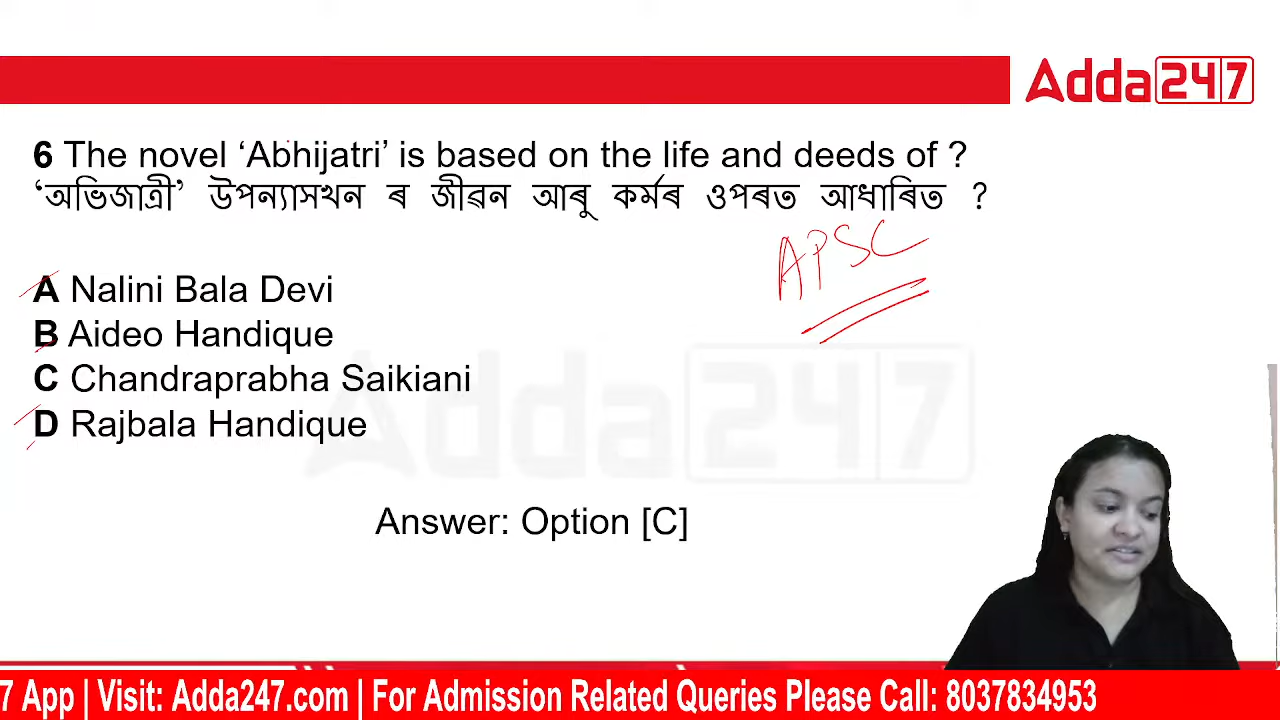 Adda247
6 The novel ‘Abhijatri’ is based on the life and deeds of ?
‘অভিজাত্ৰী’ উপন্যাসখন ৰ জীৱন আৰু কৰ্মৰ ওপৰত আধাৰিত ?
APSC
A Nalini Bala Devi
B Aideo Handique
C Chandraprabha Saikiani
D Rajbala Handique
Adda247
Answer: Option [C]
7 App | Visit: Adda247.com | For Admission Related Queries Please Call: 8037834953